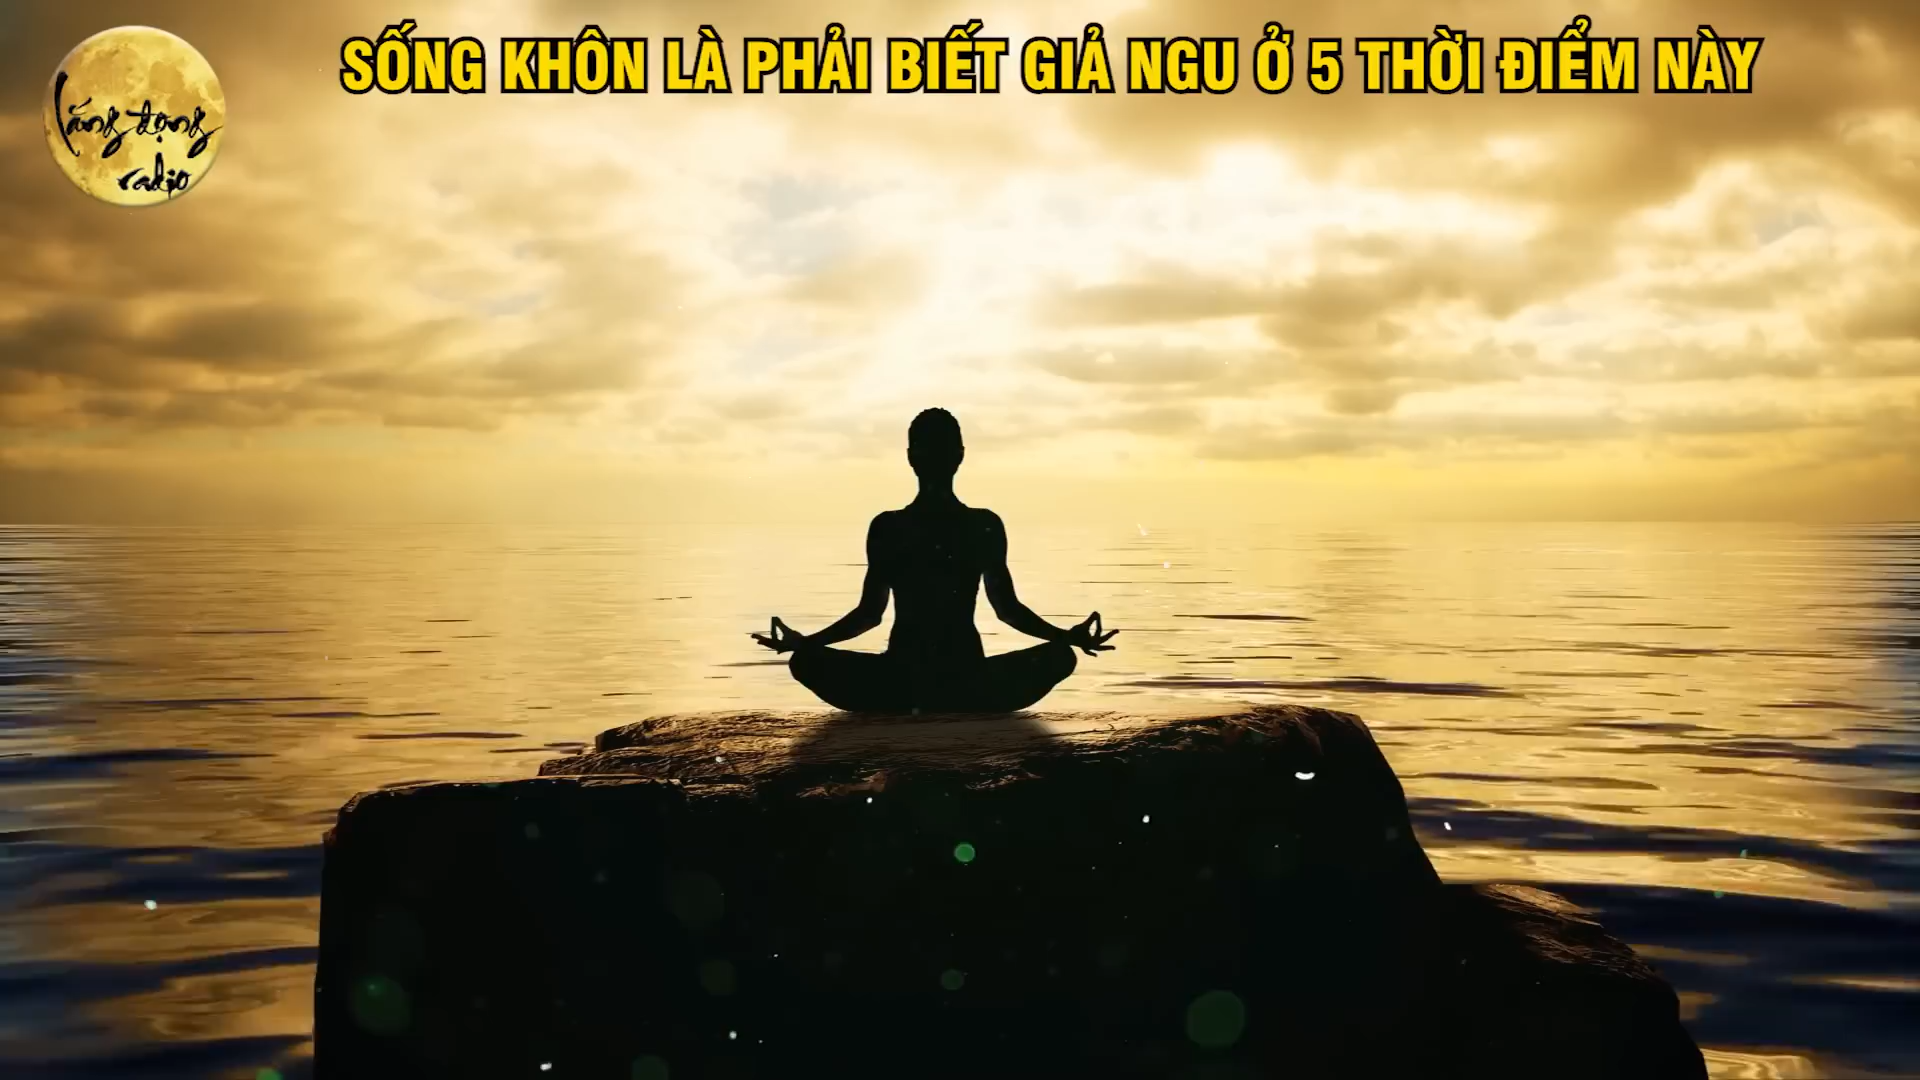 SỐNG KHÔN LÀ PHẢI BIẾT GIẢ NGU Ở 5 THỜI ĐIỂM NÀY
lắng đọng
radio